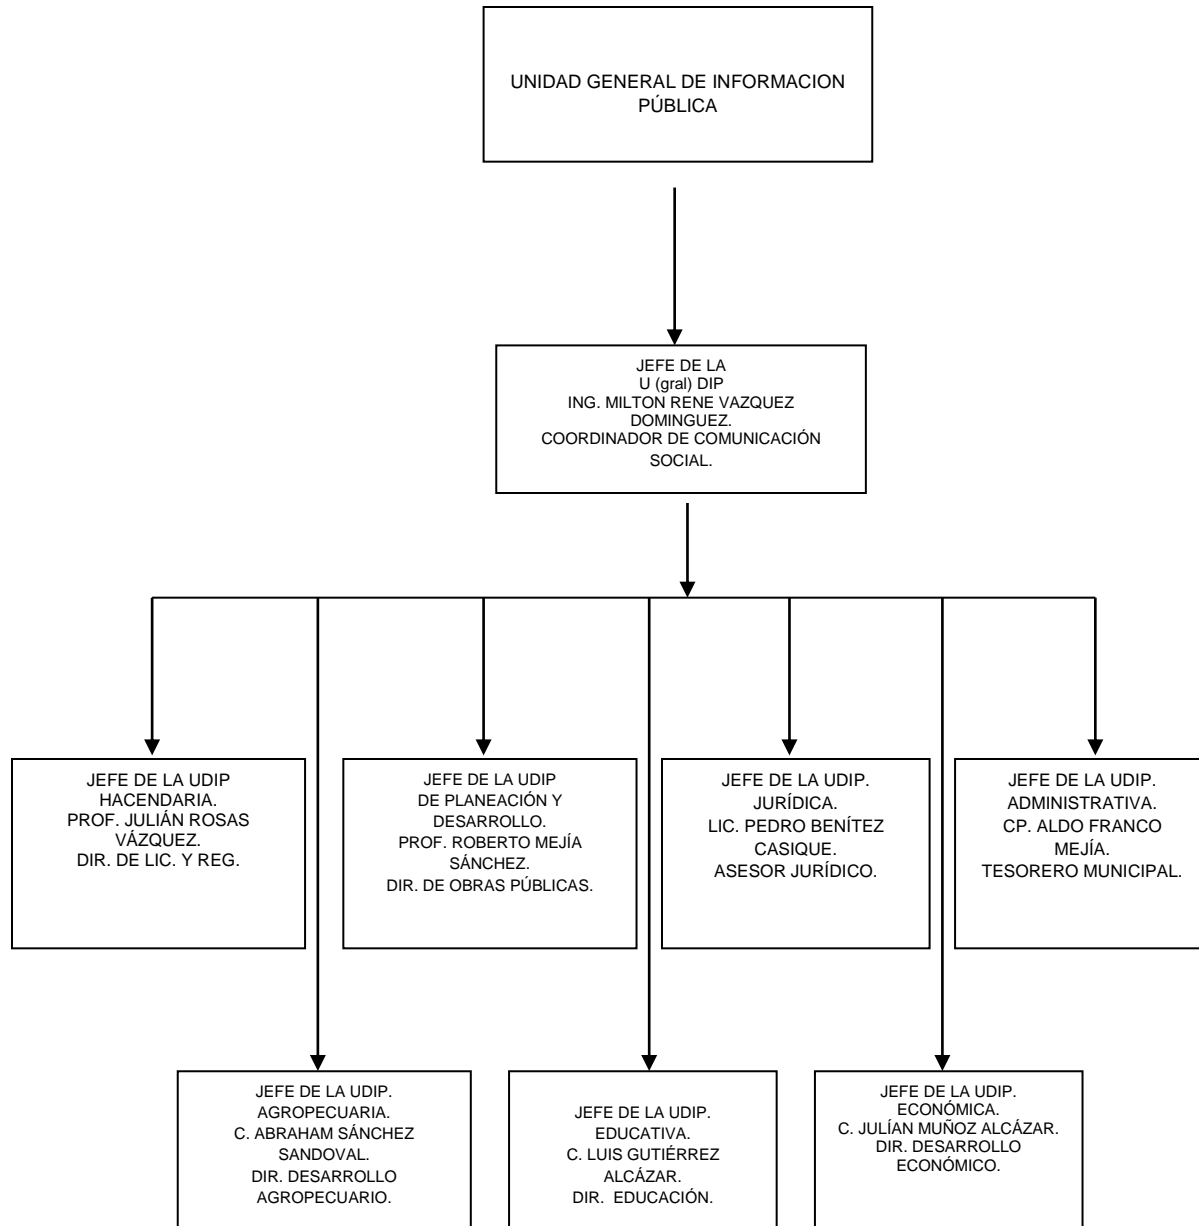 UNIDAD GENERAL DE INFORMACION
PÚBLICA
JEFE DE LA
U (gral) DIP
ING. MILTON RENE VAZQUEZ
DOMINGUEZ.
COORDINADOR DE COMUNICACIÓN
SOCIAL.
JEFE DE LA UDIP
HACENDARIA.
PROF. JULIÁN ROSAS
VÁZQUEZ.
DIR. DE LIC. Y REG.
JEFE DE LA UDIP
DE PLANEACIÓN Y
DESARROLLO.
PROF. ROBERTO MEJÍA
SÁNCHEZ.
DIR. DE OBRAS PÚBLICAS.
JEFE DE LA UDIP.
JURÍDICA.
LIC. PEDRO BENÍTEZ
CASIQUE.
ASESOR JURÍDICO.
JEFE DE LA UDIP.
ADMINISTRATIVA.
CP. ALDO FRANCO
MEJÍA.
TESORERO MUNICIPAL.
JEFE DE LA UDIP.
AGROPECUARIA.
C. ABRAHAM SÁNCHEZ
SANDOVAL.
DIR. DESARROLLO
AGROPECUARIO.
JEFE DE LA UDIP.
EDUCATIVA.
C. LUIS GUTIÉRREZ
ALCÁZAR.
DIR. EDUCACIÓN.
JEFE DE LA UDIP.
ECONÓMICA.
C. JULÍAN MUÑOZ ALCÁZAR.
DIR. DESARROLLO
ECONÓMICO.